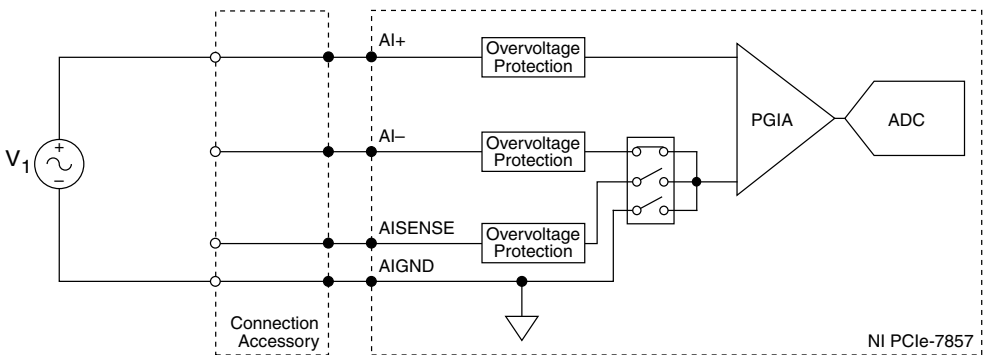 AI+
Overvoltage
Protection
PGIA
ADC
AI–
Overvoltage
Protection
V1
+
–
AISENSE
Overvoltage
Protection
AIGND
Connection
Accessory
NI PCIe-7857